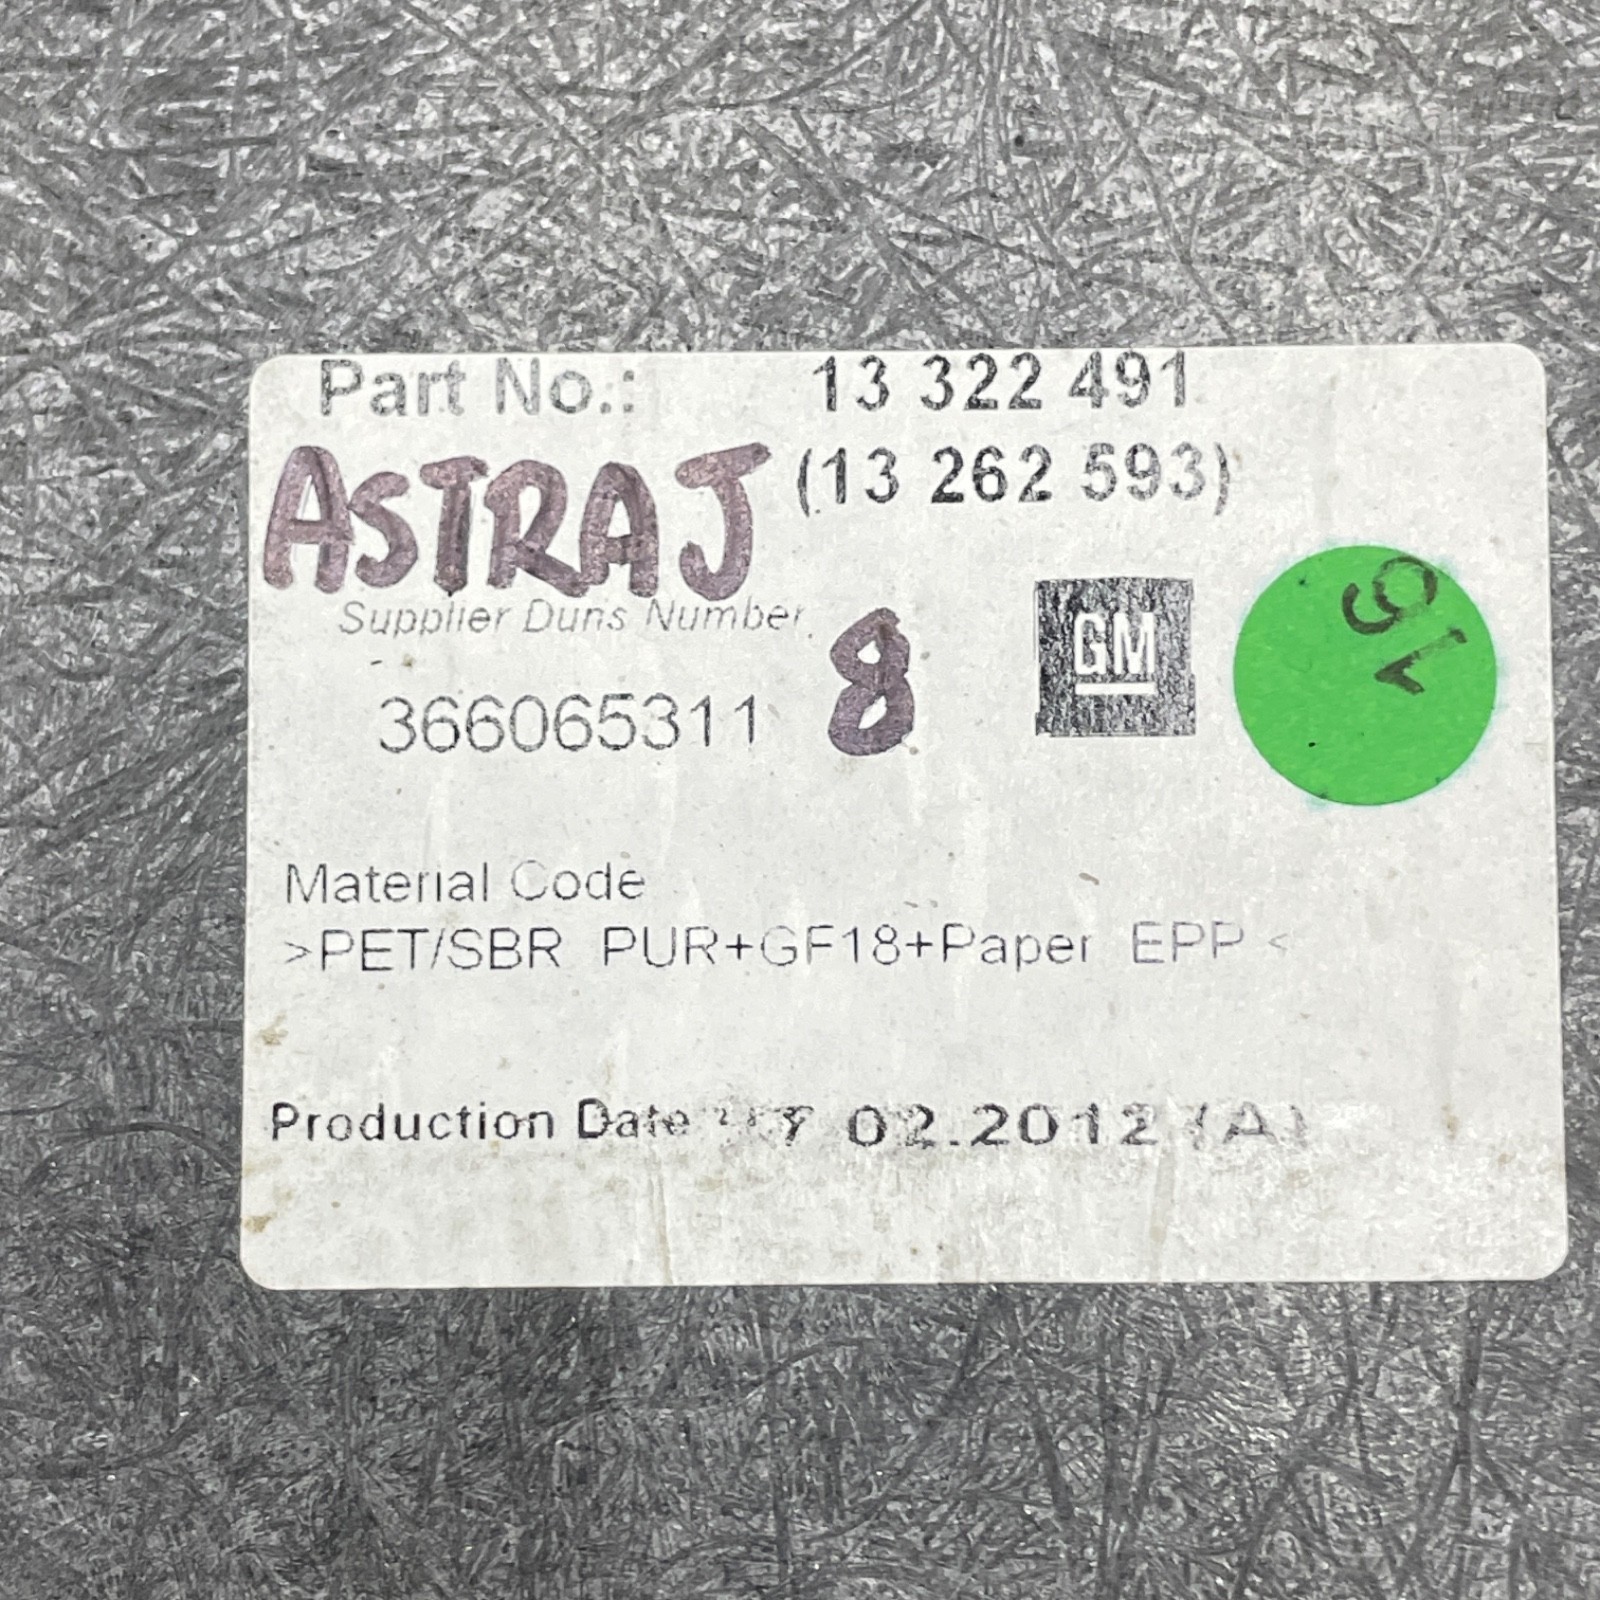 Part No.: 13 322 491
ASTRA J (13 262 593)
Supplier Duns Number
366065311 8
GM
16
Material Code
>PET/SBR PUR+GF18+Paper EPP<
Production Date 02.2012 (A)